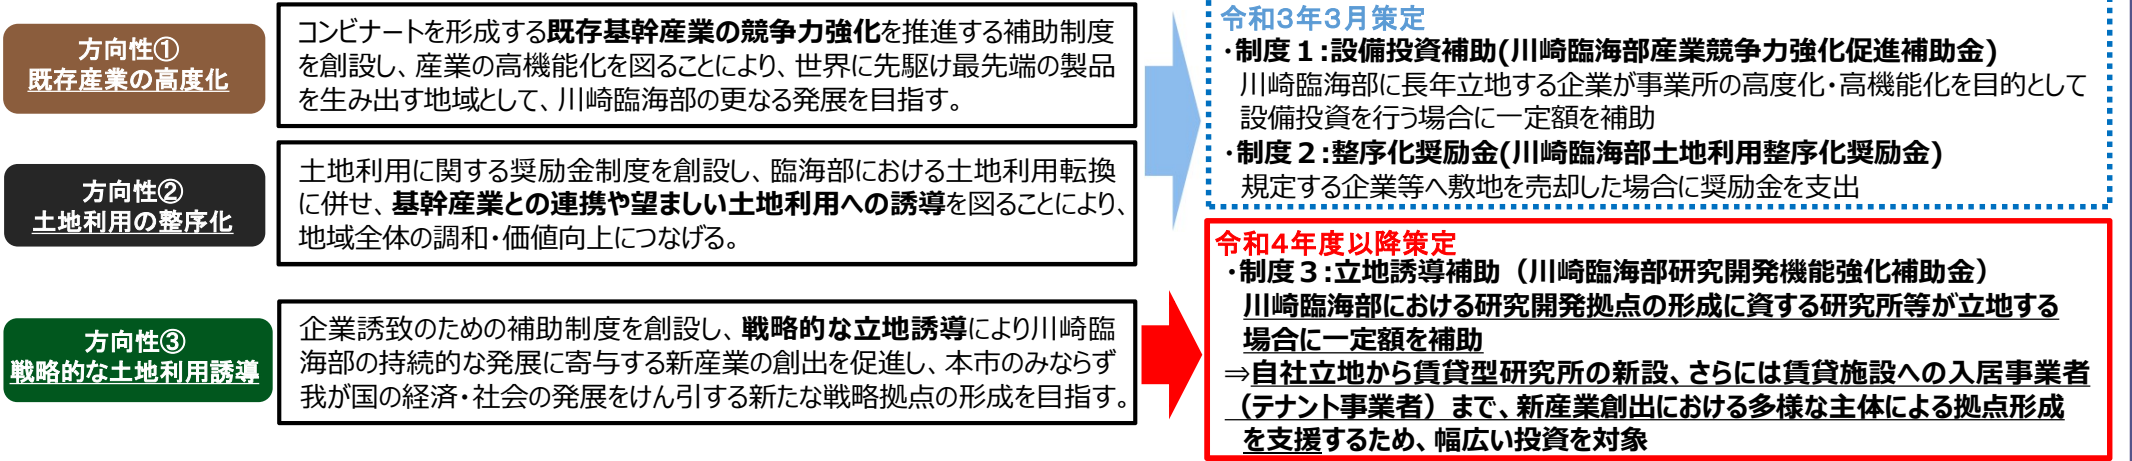 方向性①
既存産業の高度化
コンビナートを形成する既存基幹産業の競争力強化を推進する補助制度
を創設し、産業の高機能化を図ることにより、世界に先駆け最先端の製品
を生み出す地域として、川崎臨海部の更なる発展を目指す。
方向性②
土地利用の整序化
土地利用に関する奨励金制度を創設し、臨海部における土地利用転換
に併せ、基幹産業との連携や望ましい土地利用への誘導を図ることにより、
地域全体の調和・価値向上につなげる。
令和3年3月策定
・制度1:設備投資補助(川崎臨海部産業競争力強化促進補助金)
川崎臨海部に長年立地する企業が事業所の高度化・高機能化を目的として
設備投資を行う場合に一定額を補助
・制度2:整序化奨励金(川崎臨海部土地利用整序化奨励金)
規定する企業等へ敷地を売却した場合に奨励金を支出
方向性③
戦略的な土地利用誘導
企業誘致のための補助制度を創設し、戦略的な立地誘導により川崎臨
海部の持続的な発展に寄与する新産業の創出を促進し、本市のみならず
我が国の経済・社会の発展をけん引する新たな戦略拠点の形成を目指す。
令和4年度以降策定
・制度3:立地誘導補助（川崎臨海部研究開発機能強化補助金）
川崎臨海部における研究開発拠点の形成に資する研究所等が立地する
場合に一定額を補助
⇒自社立地から賃貸型研究所の新設、さらには賃貸施設への入居事業者
（テナント事業者）まで、新産業創出における多様な主体による拠点形成
を支援するため、幅広い投資を対象